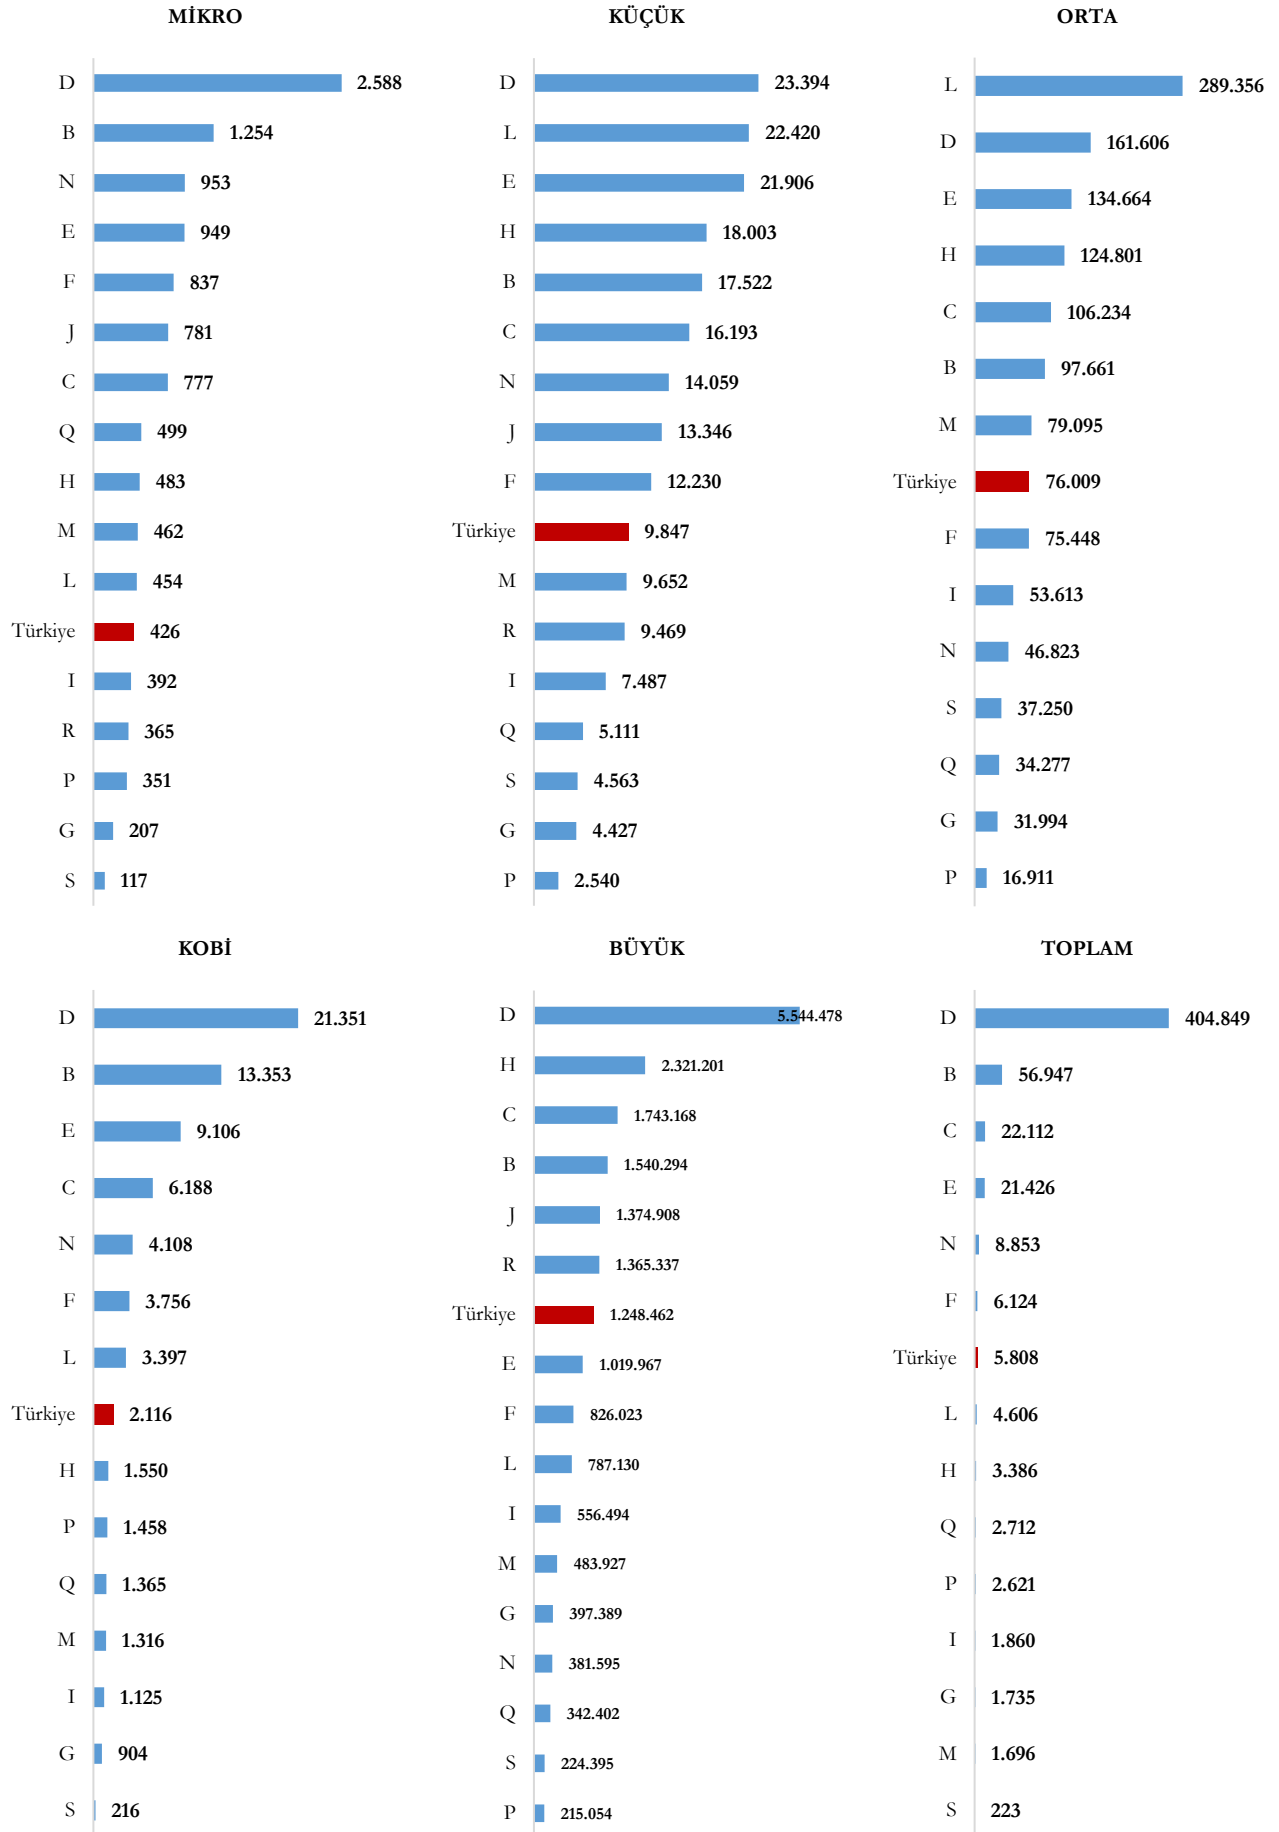 MİKRO
D 2.588
B 1.254
N 953
E 949
F 837
J 781
C 777
Q 499
H 483
M 462
L 454
Türkiye 426
I 392
R 365
P 351
G 207
S 117
KÜÇÜK
D 23.394
L 22.420
E 21.906
H 18.003
B 17.522
C 16.193
N 14.059
J 13.346
F 12.230
Türkiye 9.847
M 9.652
R 9.469
I 7.487
Q 5.111
S 4.563
G 4.427
P 2.540
ORTA
L 289.356
D 161.606
E 134.664
H 124.801
C 106.234
B 97.661
M 79.095
Türkiye 76.009
F 75.448
I 53.613
N 46.823
S 37.250
Q 34.277
G 31.994
P 16.911
KOBİ
D 21.351
B 13.353
E 9.106
C 6.188
N 4.108
F 3.756
L 3.397
Türkiye 2.116
H 1.550
P 1.458
Q 1.365
M 1.316
I 1.125
G 904
S 216
BÜYÜK
D 5.544.478
H 2.321.201
C 1.743.168
B 1.540.294
J 1.374.908
R 1.365.337
Türkiye 1.248.462
E 1.019.967
F 826.023
L 787.130
I 556.494
M 483.927
G 397.389
N 381.595
Q 342.402
S 224.395
P 215.054
TOPLAM
D 404.849
B 56.947
C 22.112
E 21.426
N 8.853
F 6.124
Türkiye 5.808
L 4.606
H 3.386
Q 2.712
P 2.621
I 1.860
G 1.735
M 1.696
S 223